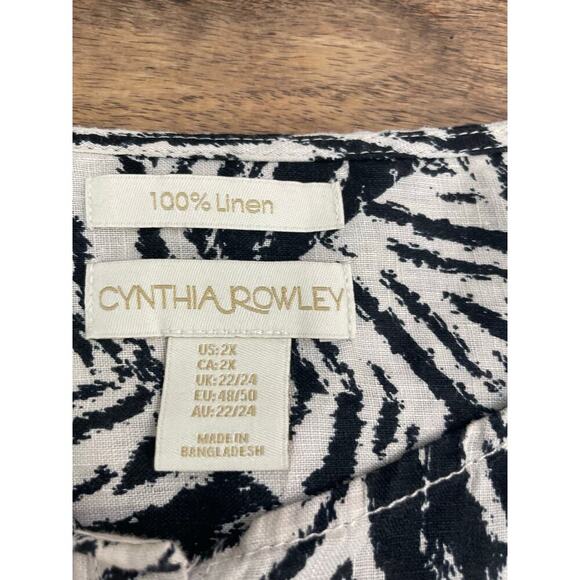 100% Linen
CYNTHIA ROWLEY
US: 2X
CA: 2X
UK: 22/24
EU: 48/50
AU: 22/24
MADE IN
BANGLADESH